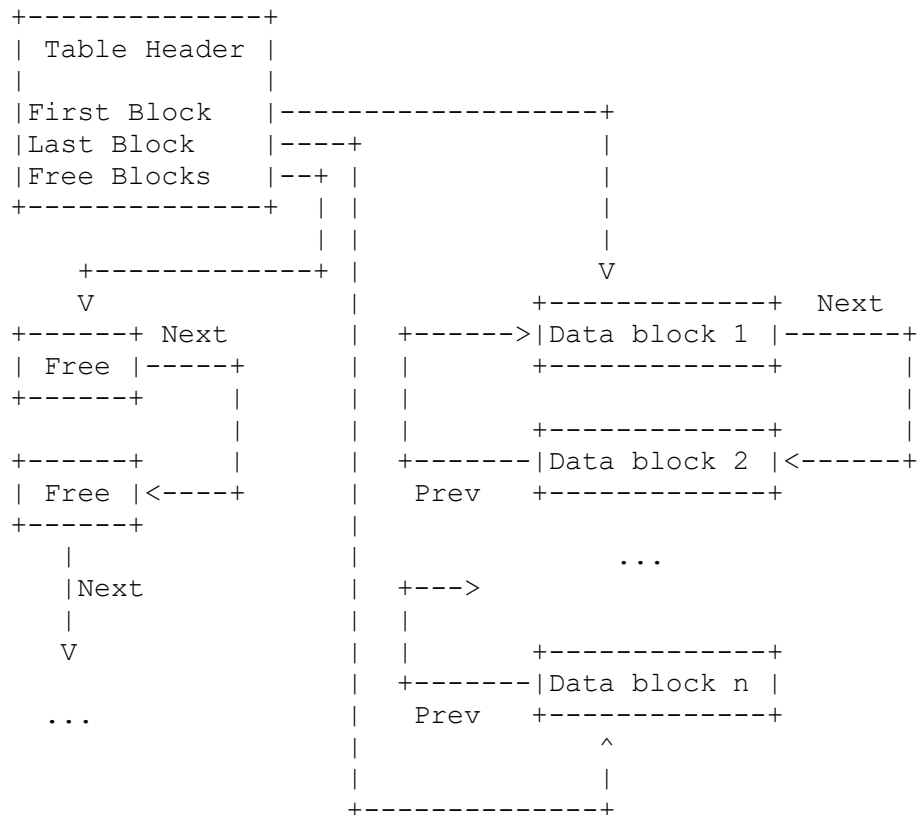 Table Header
First Block
Last Block
Free Blocks
Next
Next
Data block 1
Free
Data block 2
Free
Prev
...
Next
Data block n
...
Prev